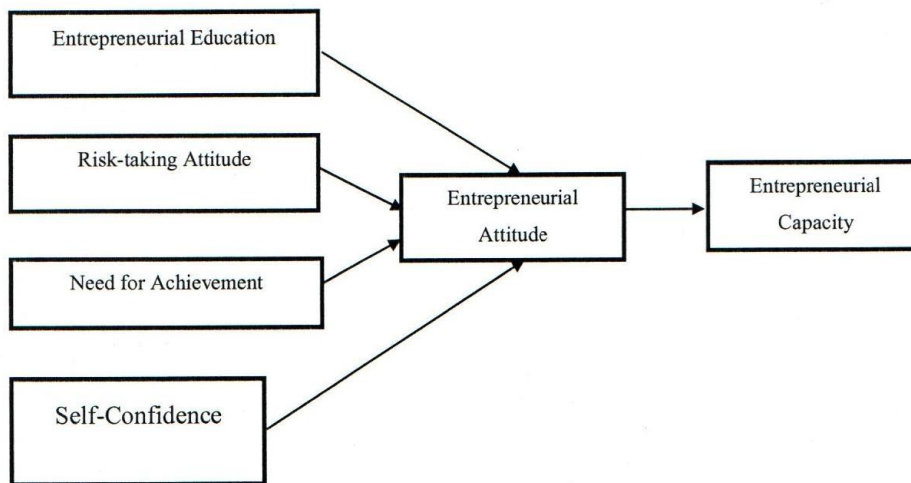 Entrepreneurial Education
Risk-taking Attitude
Need for Achievement
Self-Confidence
Entrepreneurial
Attitude
Entrepreneurial
Capacity